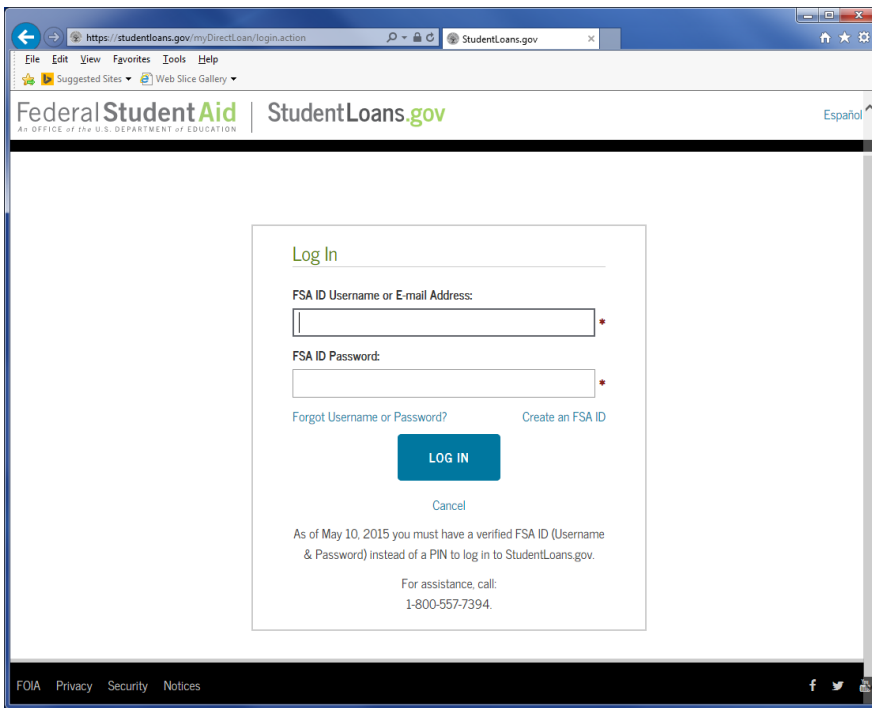 https://studentloans.gov/myDirectLoan/login.action
StudentLoans.gov
File Edit View Favorites Tools Help
Suggested Sites Web Slice Gallery
Federal Student Aid StudentLoans.gov Español
An OFFICE of the U.S. DEPARTMENT of EDUCATION
Log In
FSA ID Username or E-mail Address:
*
FSA ID Password:
*
Forgot Username or Password? Create an FSA ID
LOG IN
Cancel
As of May 10, 2015 you must have a verified FSA ID (Username
& Password) instead of a PIN to log in to StudentLoans.gov.
For assistance, call:
1-800-557-7394.
FOIA Privacy Security Notices